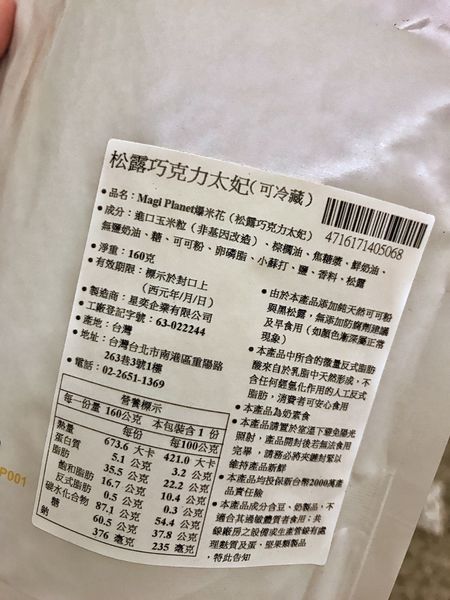 松露巧克力太妃(可冷藏)
4716171405068
• 品名：Magi Planet爆米花（松露巧克力太妃）
• 成分：進口玉米粒（非基因改造）、棕櫚油、焦糖漿、鮮奶油、
無鹽奶油、糖、可可粉、卵磷脂、小蘇打、鹽、香料、松露
• 淨重：160克
• 有效期限：標示於封口上
（西元年/月/日）
• 製造商：星奕企業有限公司
• 工廠登記字號：63-022244
• 產地：台灣
• 地址：台灣台北市南港區重陽路
263巷3號1樓
• 電話：02-2651-1369
營養標示
每一份量 160公克 本包裝含 1 份
每份 每100公克
熱量 673.6 大卡 421.0 大卡
蛋白質 5.1 公克 3.2 公克
脂肪 35.5 公克 22.2 公克
飽和脂肪 16.7 公克 10.4 公克
反式脂肪 0.5 公克 0.3 公克
碳水化合物 87.1 公克 54.4 公克
糖 60.5 公克 37.8 公克
鈉 376 毫克 235 毫克
• 由於本產品添加純天然可可粉
與黑松露，無添加防腐劑建議
及早食用（如顏色漸深屬正常
現象）
• 本產品中所含的微量反式脂肪
酸來自於乳脂中天然形成，不
含任何經氫化作用的人工反式
脂肪，消費者可安心食用
• 本產品為奶素食
• 本產品請置於室溫下避免陽光
照射，產品開封後若無法食用
完畢，請務必將夾鏈封緊以
維持產品新鮮
• 本產品均投保新台幣2000萬產
品責任險
• 本產品成分含豆、奶製品，不
適合其過敏體質者食用；共
線廠房之設備或生產管線有處
理麩質及蛋，堅果類製品
，特此告知
P001